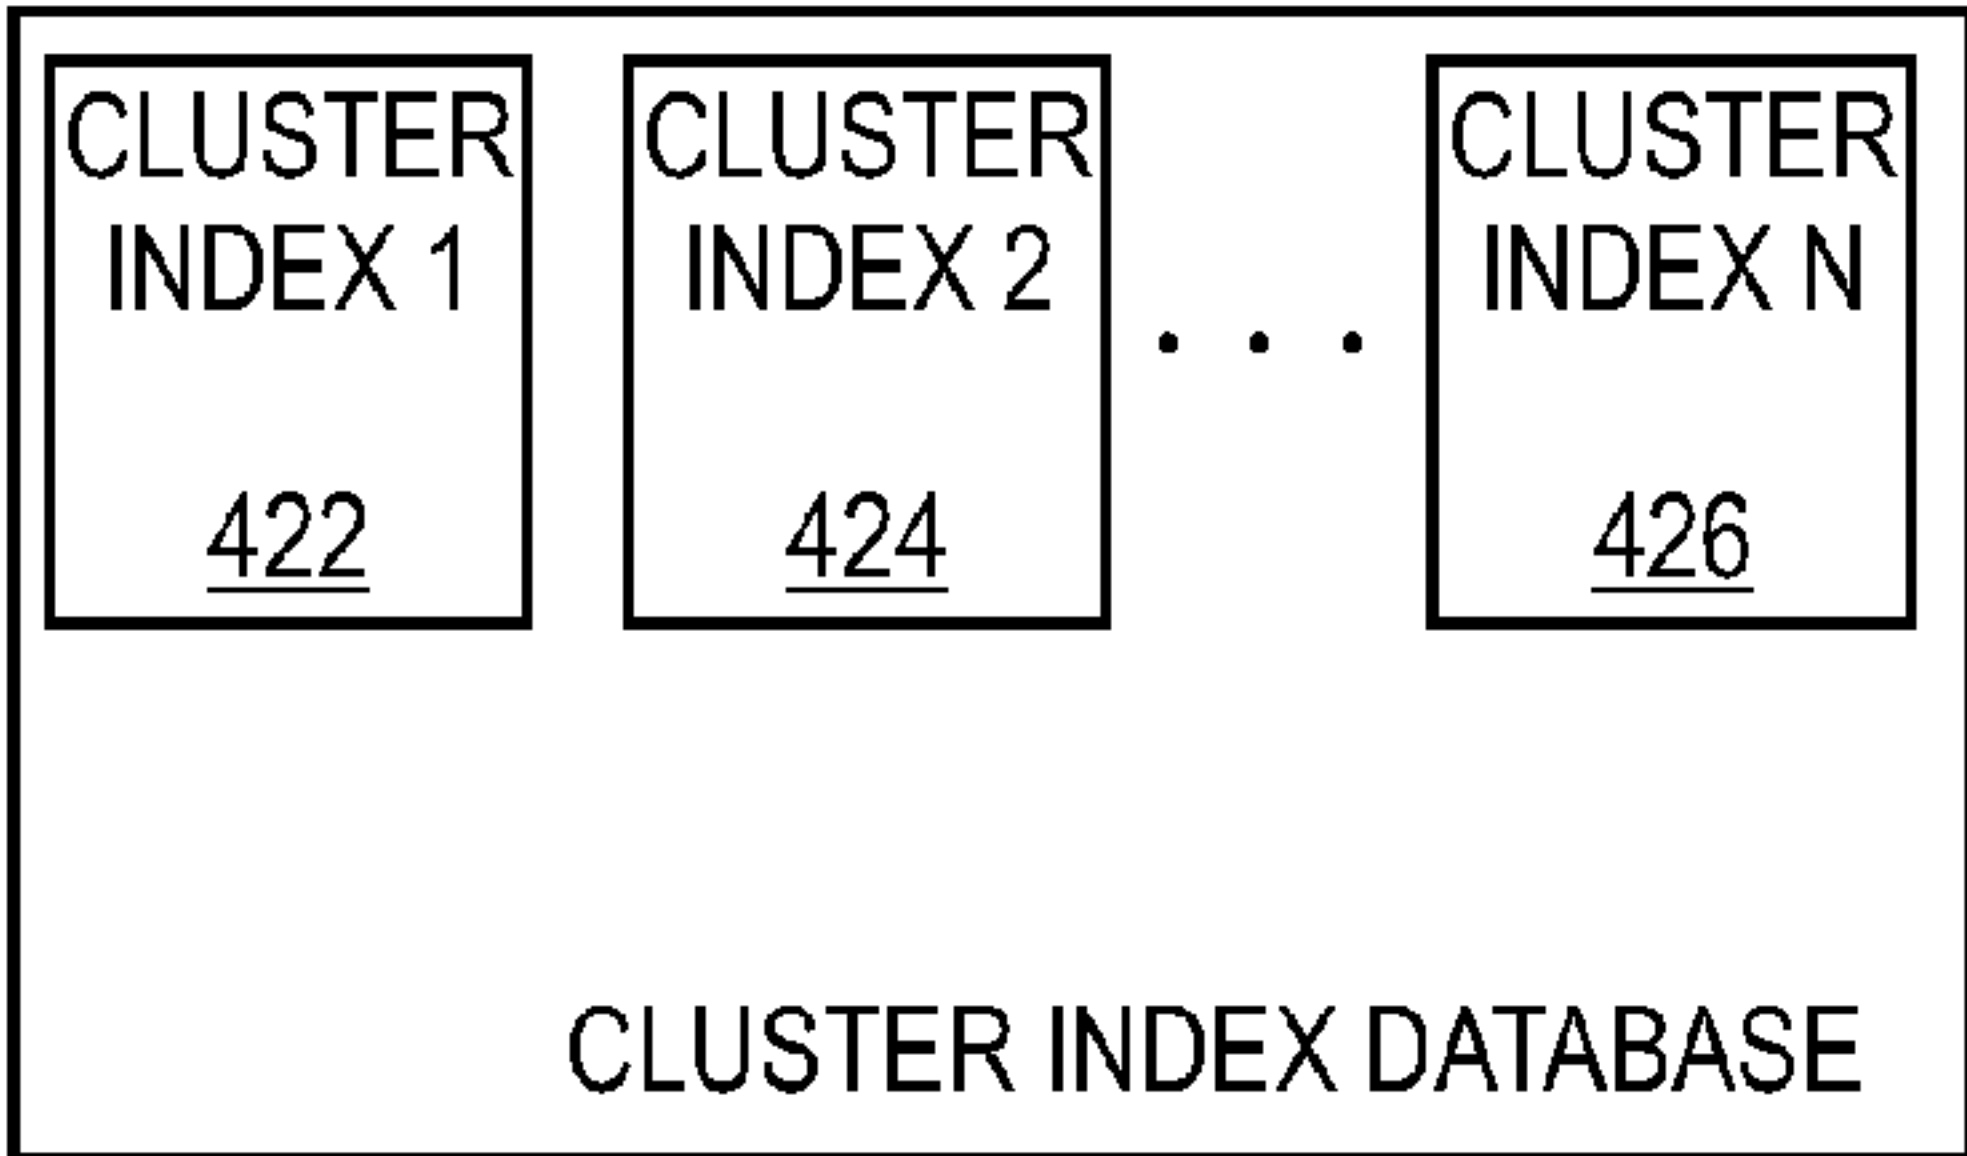 CLUSTER
INDEX 1
422
CLUSTER
INDEX 2
424
. . .
CLUSTER
INDEX N
426
CLUSTER INDEX DATABASE